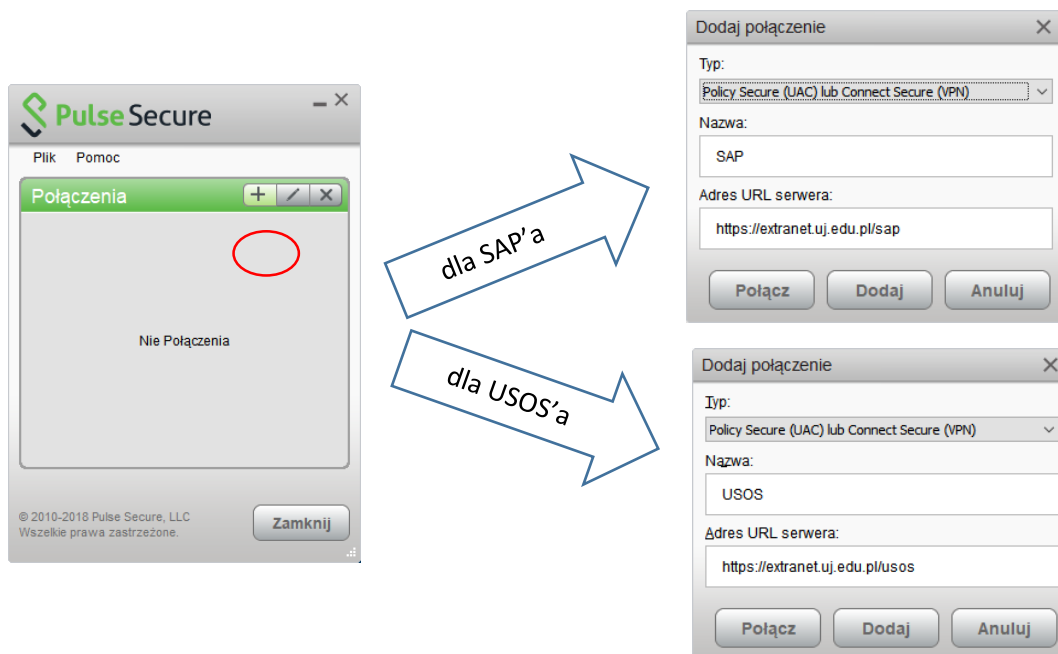 Pulse Secure
Plik Pomoc
Połączenia
Nie Połączenia
© 2010-2018 Pulse Secure, LLC
Wszelkie prawa zastrzeżone.
Zamknij
dla SAP'a
dla USOS'a
Dodaj połączenie
Typ:
Policy Secure (UAC) lub Connect Secure (VPN)
Nazwa:
SAP
Adres URL serwera:
https://extranet.uj.edu.pl/sap
Połącz Dodaj Anuluj
Dodaj połączenie
Typ:
Policy Secure (UAC) lub Connect Secure (VPN)
Nazwa:
USOS
Adres URL serwera:
https://extranet.uj.edu.pl/usos
Połącz Dodaj Anuluj